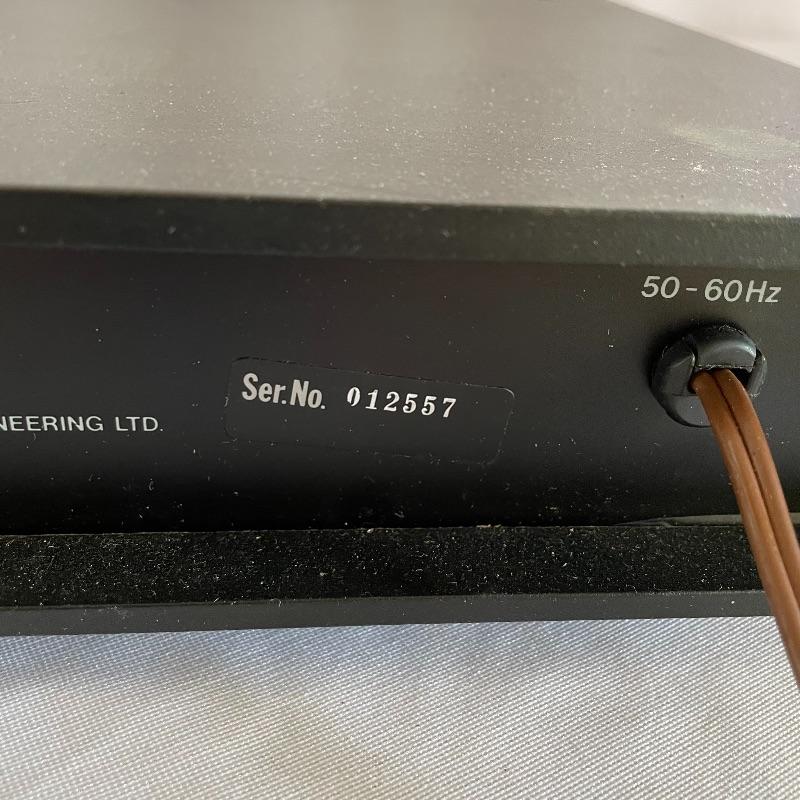 50-60Hz
Ser.No. 012557
NEERING LTD.